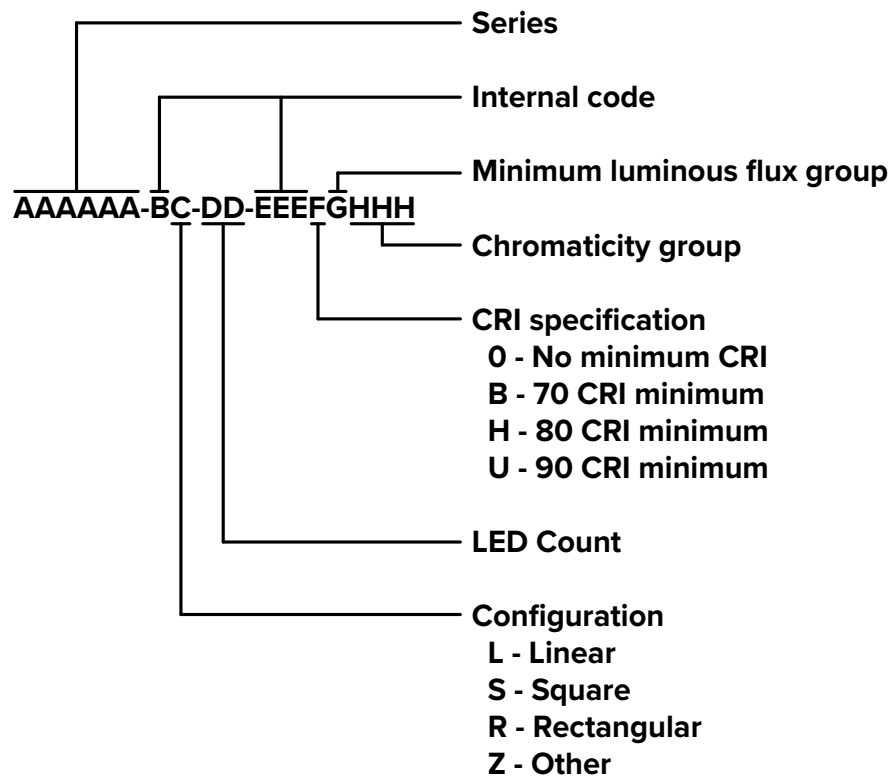 Series
Internal code
Minimum luminous flux group
AAAAAA-BC-DD-EEEFGHHH
Chromaticity group
CRI specification
0 - No minimum CRI
B - 70 CRI minimum
H - 80 CRI minimum
U - 90 CRI minimum
LED Count
Configuration
L - Linear
S - Square
R - Rectangular
Z - Other